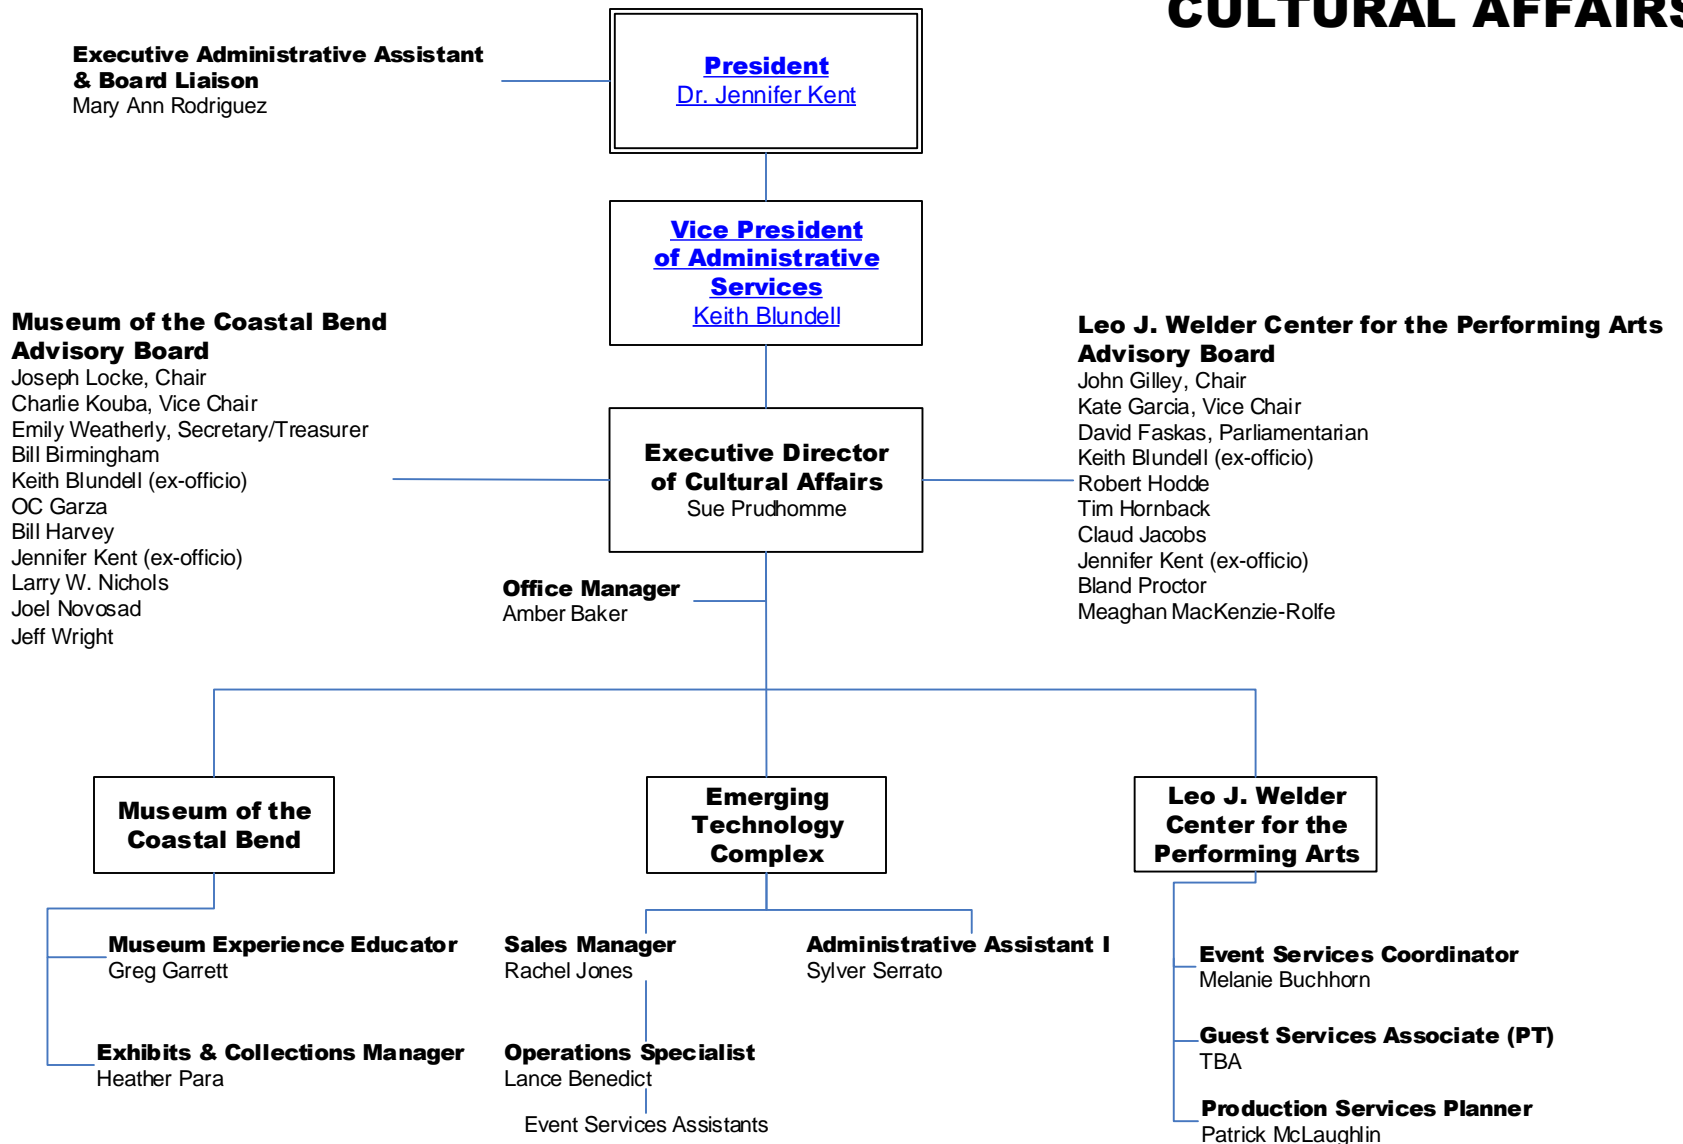 CULTURAL AFFAIRS
Executive Administrative Assistant
& Board Liaison
Mary Ann Rodriguez
President
Dr. Jennifer Kent
Vice President
of Administrative
Services
Keith Blundell
Museum of the Coastal Bend
Advisory Board
Joseph Locke, Chair
Charlie Kouba, Vice Chair
Emily Weatherly, Secretary/Treasurer
Bill Birmingham
Keith Blundell (ex-officio)
OC Garza
Bill Harvey
Jennifer Kent (ex-officio)
Larry W. Nichols
Joel Novosad
Jeff Wright
Executive Director
of Cultural Affairs
Sue Prudhomme
Leo J. Welder Center for the Performing Arts
Advisory Board
John Gilley, Chair
Kate Garcia, Vice Chair
David Faskas, Parliamentarian
Keith Blundell (ex-officio)
Robert Hodde
Tim Hornback
Claud Jacobs
Jennifer Kent (ex-officio)
Bland Proctor
Meaghan MacKenzie-Rolfe
Office Manager
Amber Baker
Museum of the
Coastal Bend
Museum Experience Educator
Greg Garrett
Exhibits & Collections Manager
Heather Para
Emerging
Technology
Complex
Sales Manager
Rachel Jones
Administrative Assistant I
Sylver Serrato
Operations Specialist
Lance Benedict
Event Services Assistants
Leo J. Welder
Center for the
Performing Arts
Event Services Coordinator
Melanie Buchhorn
Guest Services Associate (PT)
TBA
Production Services Planner
Patrick McLaughlin